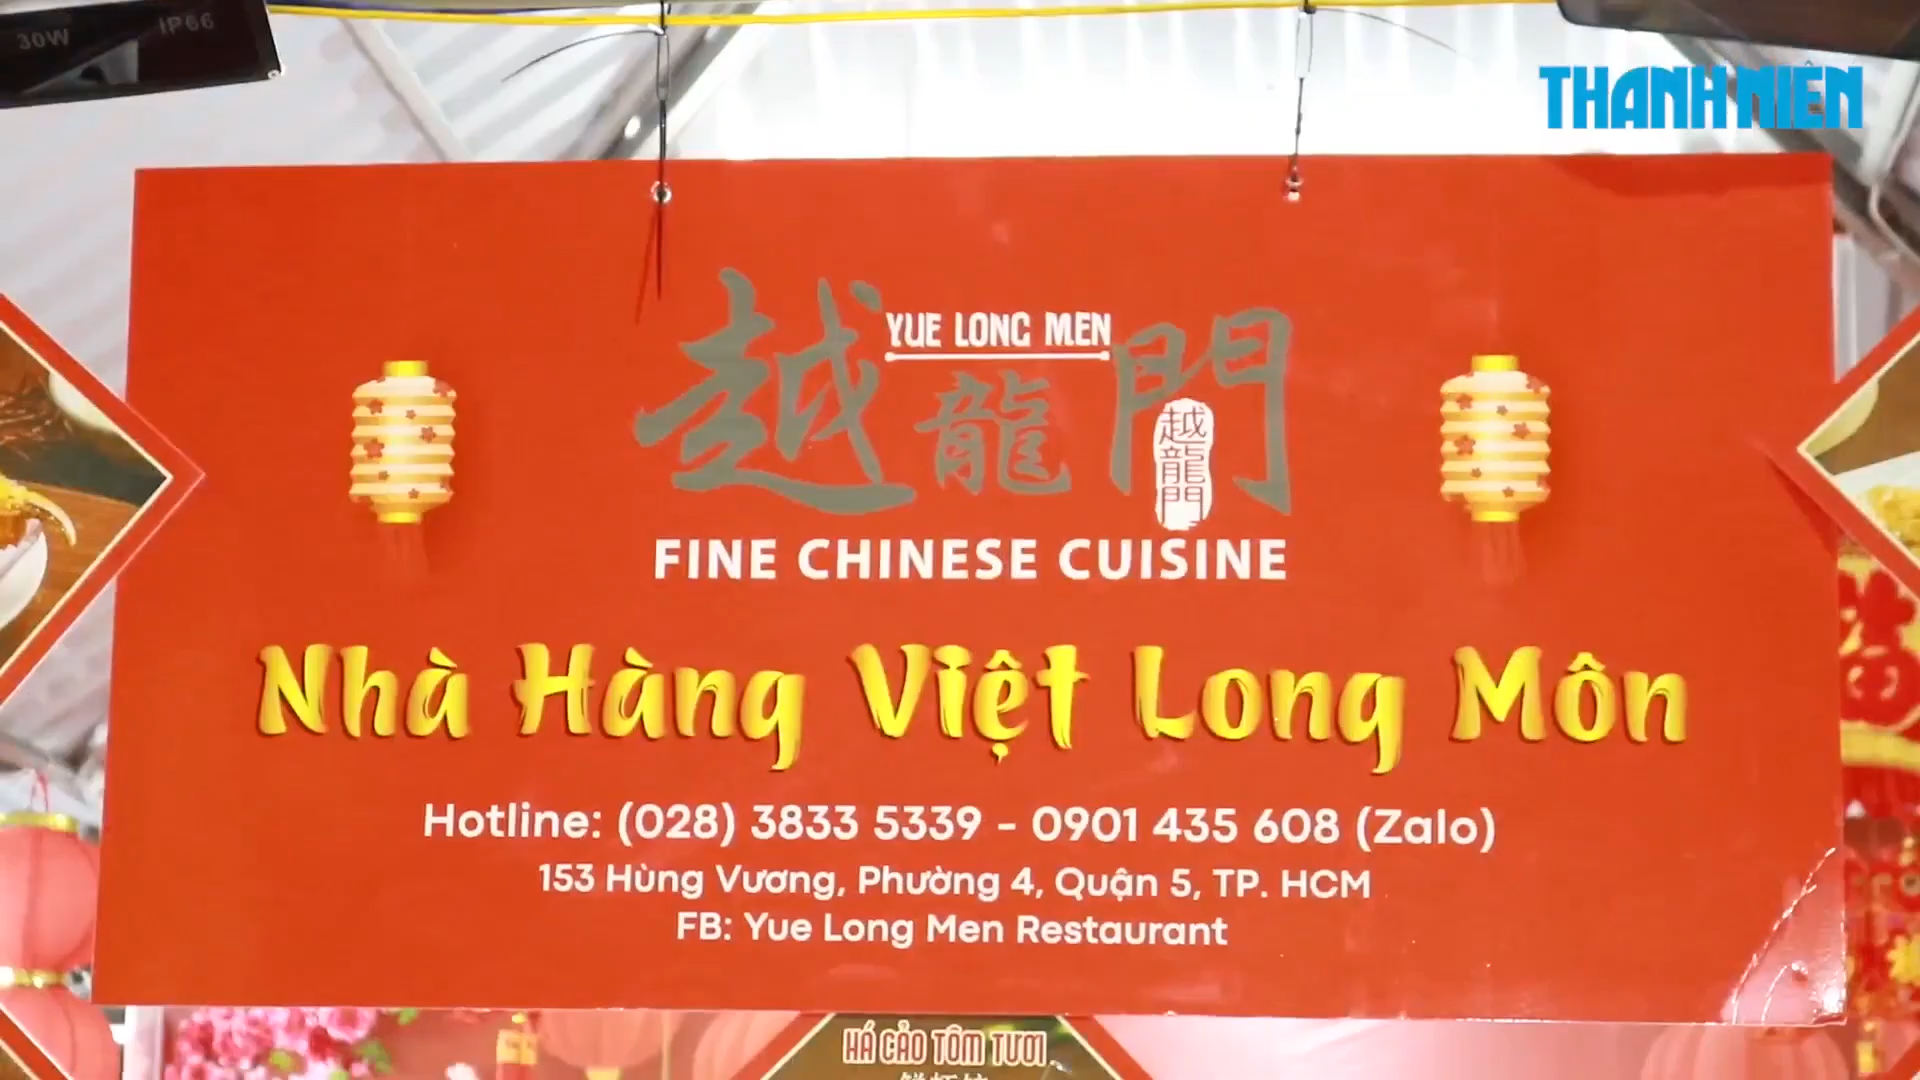 30W IP66
THANH NIÊN
YUE LONG MEN
越龍門
越龍門
FINE CHINESE CUISINE
Nhà Hàng Việt Long Môn
Hotline: (028) 3833 5339 - 0901 435 608 (Zalo)
153 Hùng Vương, Phường 4, Quận 5, TP. HCM
FB: Yue Long Men Restaurant
HÁ CẢO TÔM TƯƠI